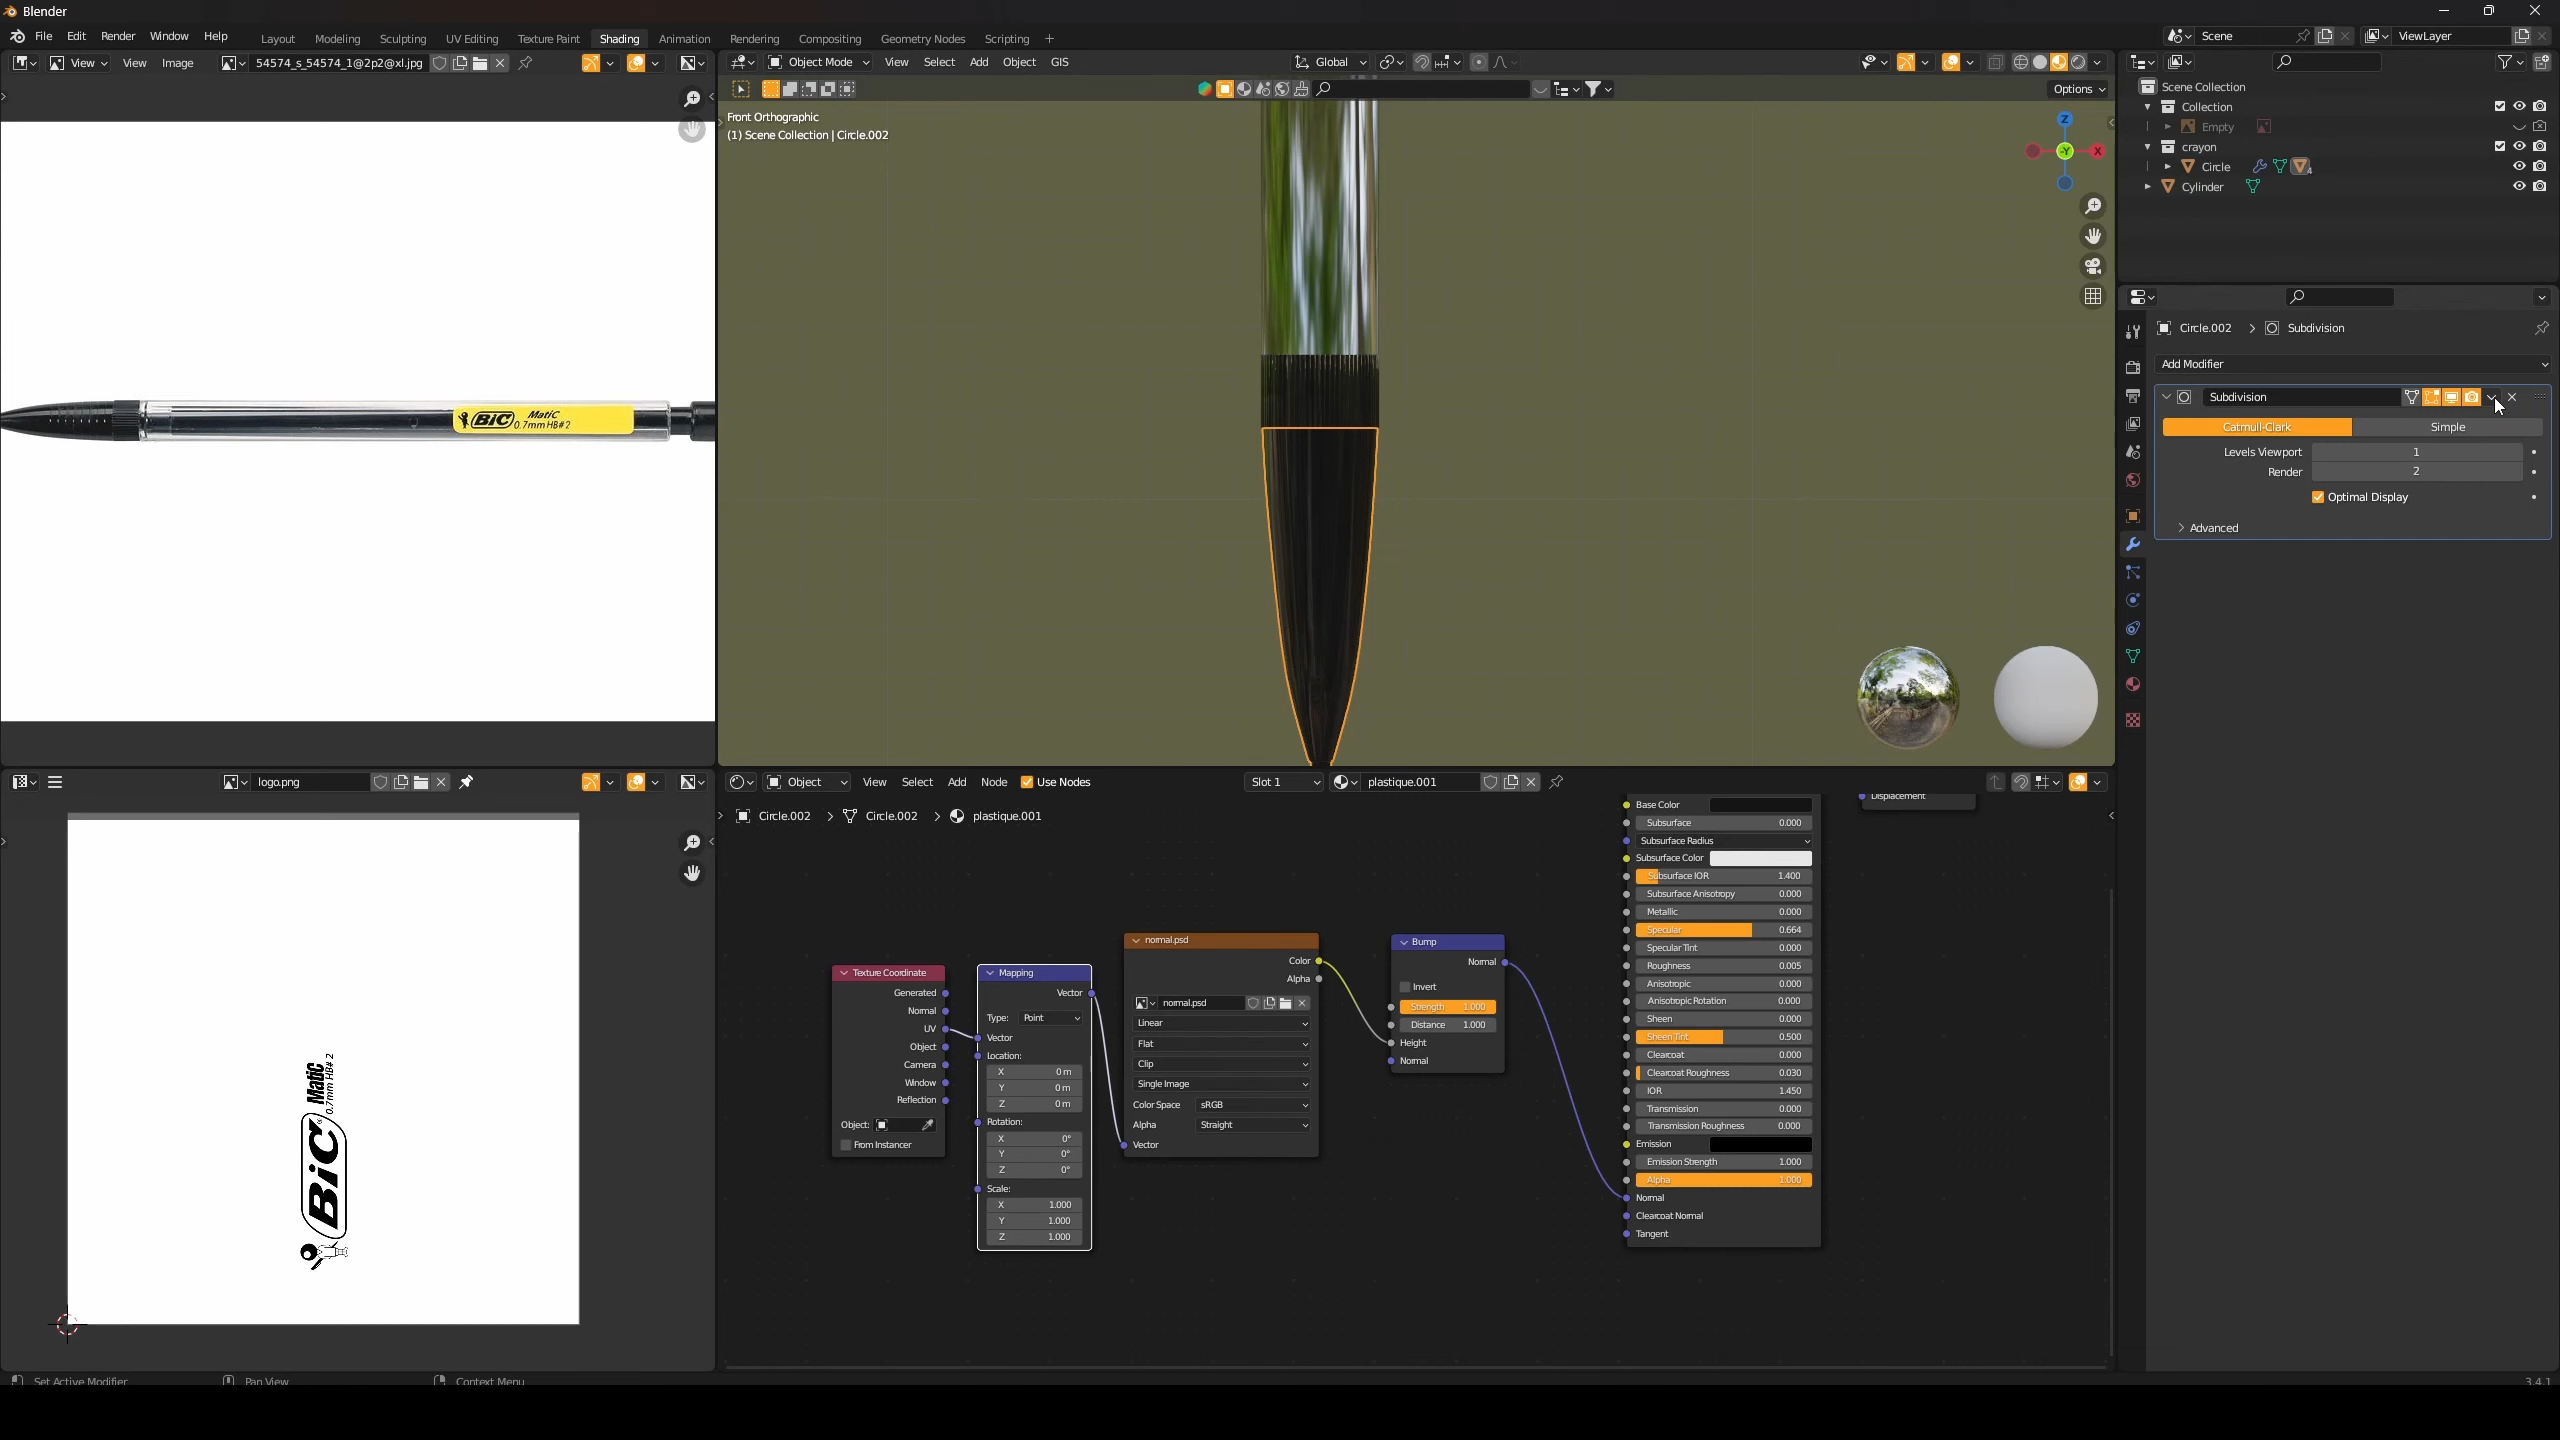 Blender
File Edit Render Window Help
Layout Modeling Sculpting UV Editing Texture Paint Shading Animation Rendering Compositing Geometry Nodes Scripting +
Scene
ViewLayer
View View Image 54574_s_54574_1@2p2@xl.jpg
Object Mode View Select Add Object GIS
Global
Options
Front Orthographic
(1) Scene Collection | Circle.002
Z
-Y
X
BiC MatiC
0.7mm HB#2
Scene Collection
Collection
Empty
crayon
Circle
4
Cylinder
Circle.002 > Subdivision
Add Modifier
Subdivision
Catmull-Clark Simple
Levels Viewport 1
Render 2
Optimal Display
Advanced
logo.png
BiC®
Matic
0.7mm HB# 2
Object View Select Add Node Use Nodes
Slot 1
plastique.001
Circle.002 > Circle.002 > plastique.001
Texture Coordinate
Generated
Normal
UV
Object
Camera
Window
Reflection
Object:
From Instancer
Mapping
Vector
Type: Point
Vector
Location:
X 0 m
Y 0 m
Z 0 m
Rotation:
X 0°
Y 0°
Z 0°
Scale:
X 1.000
Y 1.000
Z 1.000
normal.psd
Color
Alpha
normal.psd
Linear
Flat
Clip
Single Image
Color Space sRGB
Alpha Straight
Vector
Bump
Normal
Invert
Strength 1.000
Distance 1.000
Height
Normal
Base Color
Subsurface 0.000
Subsurface Radius
Subsurface Color
Subsurface IOR 1.400
Subsurface Anisotropy 0.000
Metallic 0.000
Specular 0.664
Specular Tint 0.000
Roughness 0.005
Anisotropic 0.000
Anisotropic Rotation 0.000
Sheen 0.000
Sheen Tint 0.500
Clearcoat 0.000
Clearcoat Roughness 0.030
IOR 1.450
Transmission 0.000
Transmission Roughness 0.000
Emission
Emission Strength 1.000
Alpha 1.000
Normal
Clearcoat Normal
Tangent
Displacement
Set Active Modifier
Pan View
Context Menu
3.4.1